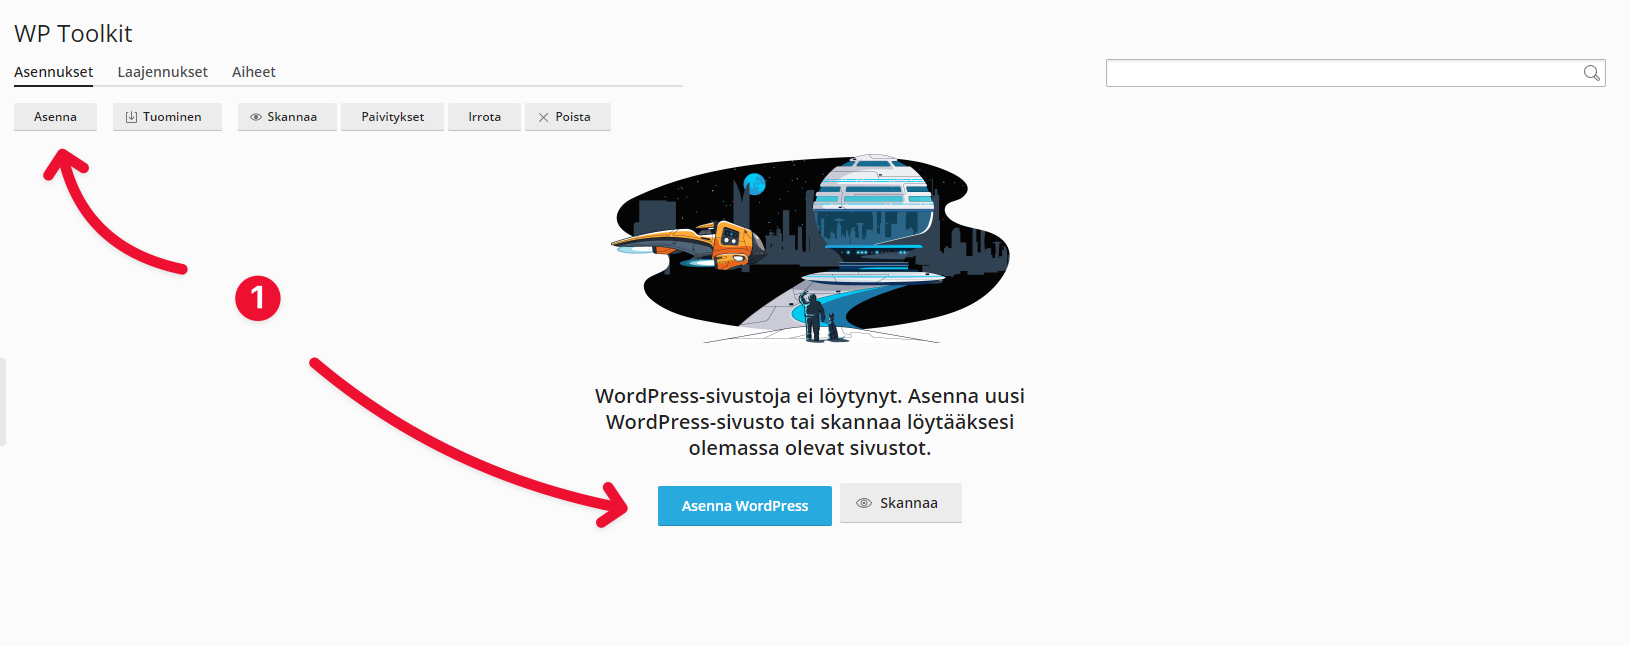 WP Toolkit
Asennukset Laajennukset Aiheet
Asenna Tuominen Skannaa Paivitykset Irrota Poista
1
WordPress-sivustoja ei löytynyt. Asenna uusi
WordPress-sivusto tai skannaa löytääksesi
olemassa olevat sivustot.
Asenna WordPress Skannaa